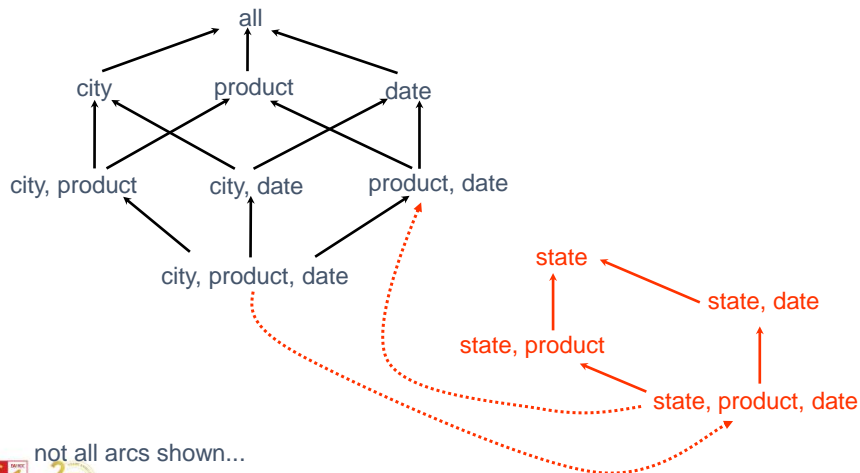 all
city
product
date
city, product
city, date
product, date
city, product, date
state
state, date
state, product
state, product, date
not all arcs shown...